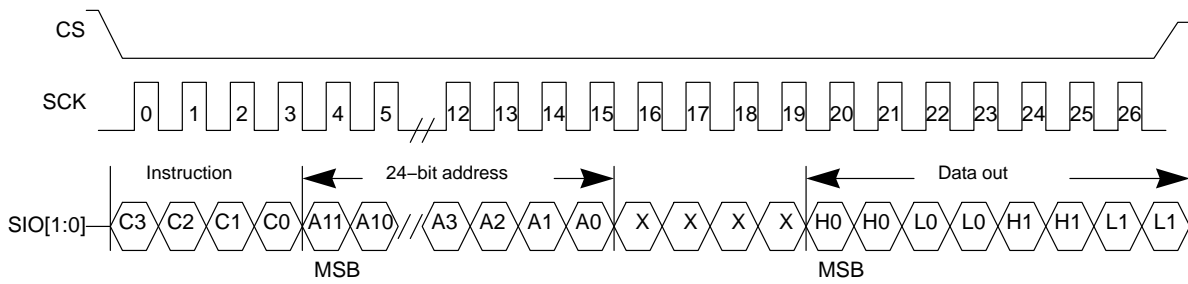 CS
SCK
0 1 2 3 4 5 12 13 14 15 16 17 18 19 20 21 22 23 24 25 26
Instruction 24−bit address Data out
SIO[1:0] C3 C2 C1 C0 A11 A10 A3 A2 A1 A0 X X X X H0 H0 L0 L0 H1 H1 L1 L1
MSB MSB